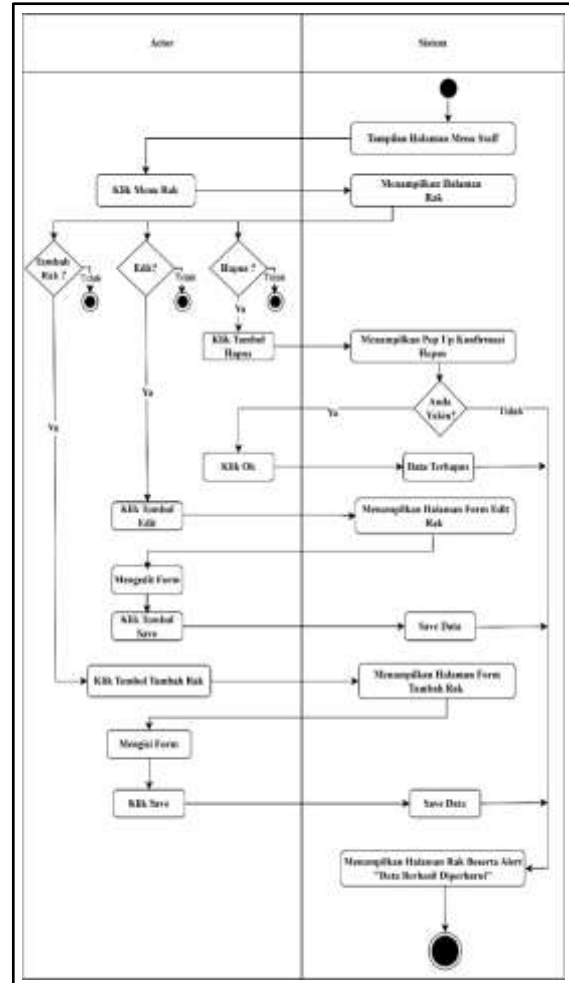 Actor
Sistem
Tampilan Halaman Menu Staff
Klik Menu Rak
Menampilkan Halaman
Rak
Tambah
Rak ?
Tidak
Edit?
Tidak
Hapus ?
Tidak
Ya
Klik Tombol
Hapus
Menampilkan Pop Up Konfirmasi
Hapus
Ya
Ya
Anda
Yakin?
Ya
Tidak
Klik Ok
Data Terhapus
Klik Tombol
Edit
Menampilkan Halaman Form Edit
Rak
Mengedit Form
Klik Tombol
Save
Save Data
Klik Tombol Tambah Rak
Menampilkan Halaman Form
Tambah Rak
Mengisi Form
Klik Save
Save Data
Menampilkan Halaman Rak Beserta Alert
"Data Berhasil Diperbarui"